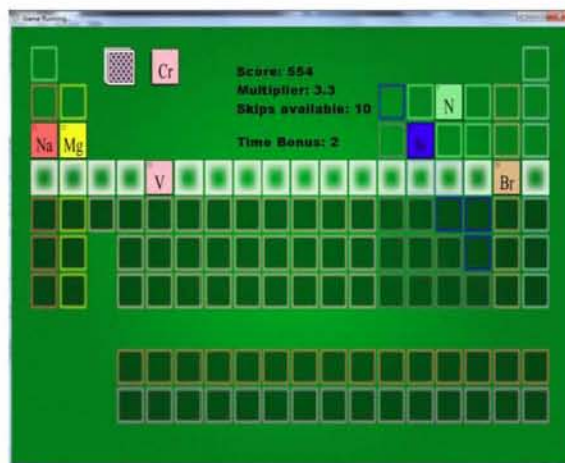 Game Running...
Cr
Score: 554
Multiplier: 3.3
Skips available: 10
N
Time Bonus: 2
Na
Mg
V
Br